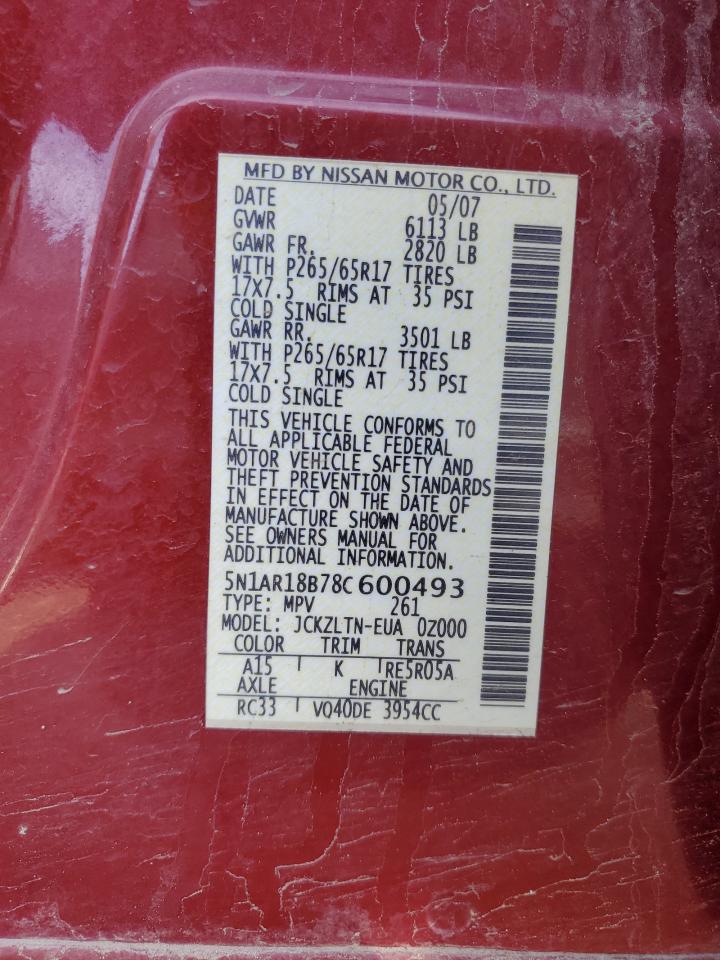 MFD BY NISSAN MOTOR CO., LTD.
DATE 05/07
GVWR 6113 LB
GAWR FR. 2820 LB
WITH P265/65R17 TIRES
17X7.5 RIMS AT 35 PSI
COLD SINGLE
GAWR RR. 3501 LB
WITH P265/65R17 TIRES
17X7.5 RIMS AT 35 PSI
COLD SINGLE
THIS VEHICLE CONFORMS TO
ALL APPLICABLE FEDERAL
MOTOR VEHICLE SAFETY AND
THEFT PREVENTION STANDARDS
IN EFFECT ON THE DATE OF
MANUFACTURE SHOWN ABOVE.
SEE OWNERS MANUAL FOR
ADDITIONAL INFORMATION.
5N1AR18B78C600493
TYPE: MPV 261
MODEL: JCKZLTN-EUA 0Z000
COLOR TRIM TRANS
A15 K RE5R05A
AXLE ENGINE
RC33 VQ40DE 3954CC